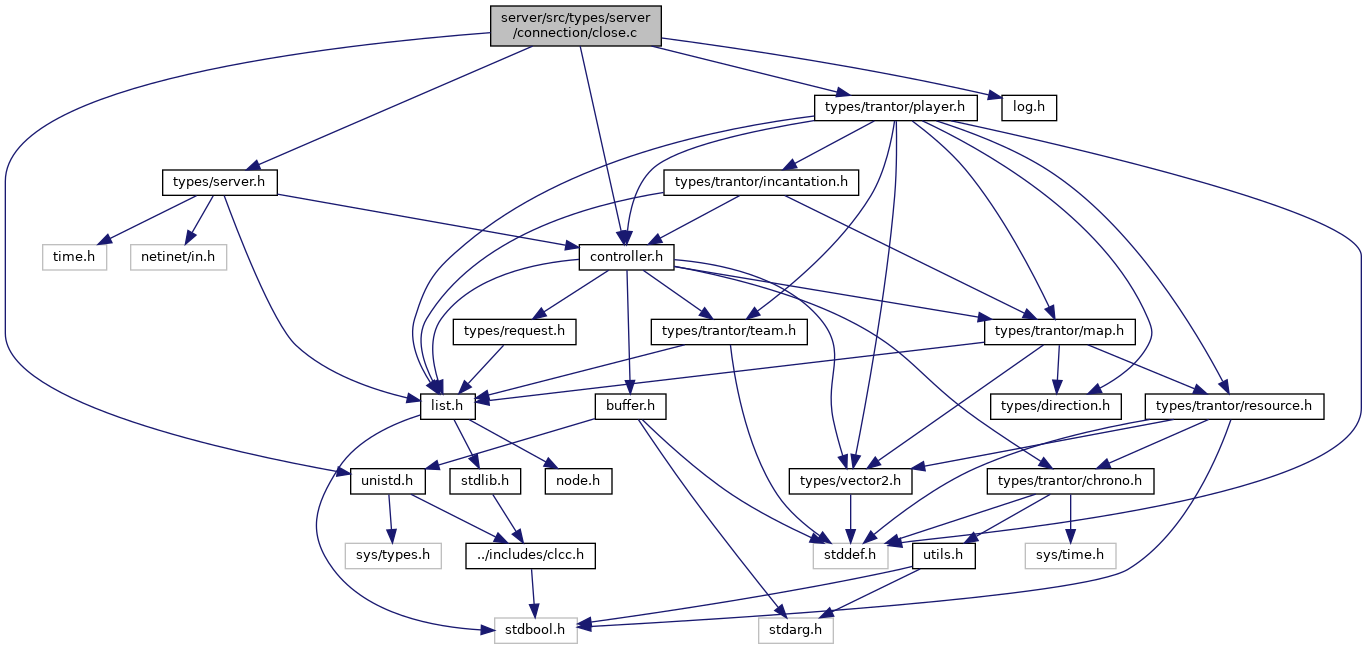 server/src/types/server
/connection/close.c
types/trantor/player.h
log.h
types/server.h
types/trantor/incantation.h
time.h
netinet/in.h
controller.h
types/request.h
types/trantor/team.h
types/trantor/map.h
list.h
buffer.h
types/direction.h
types/trantor/resource.h
unistd.h
stdlib.h
node.h
types/vector2.h
types/trantor/chrono.h
sys/types.h
../includes/clcc.h
stddef.h
utils.h
sys/time.h
stdbool.h
stdarg.h